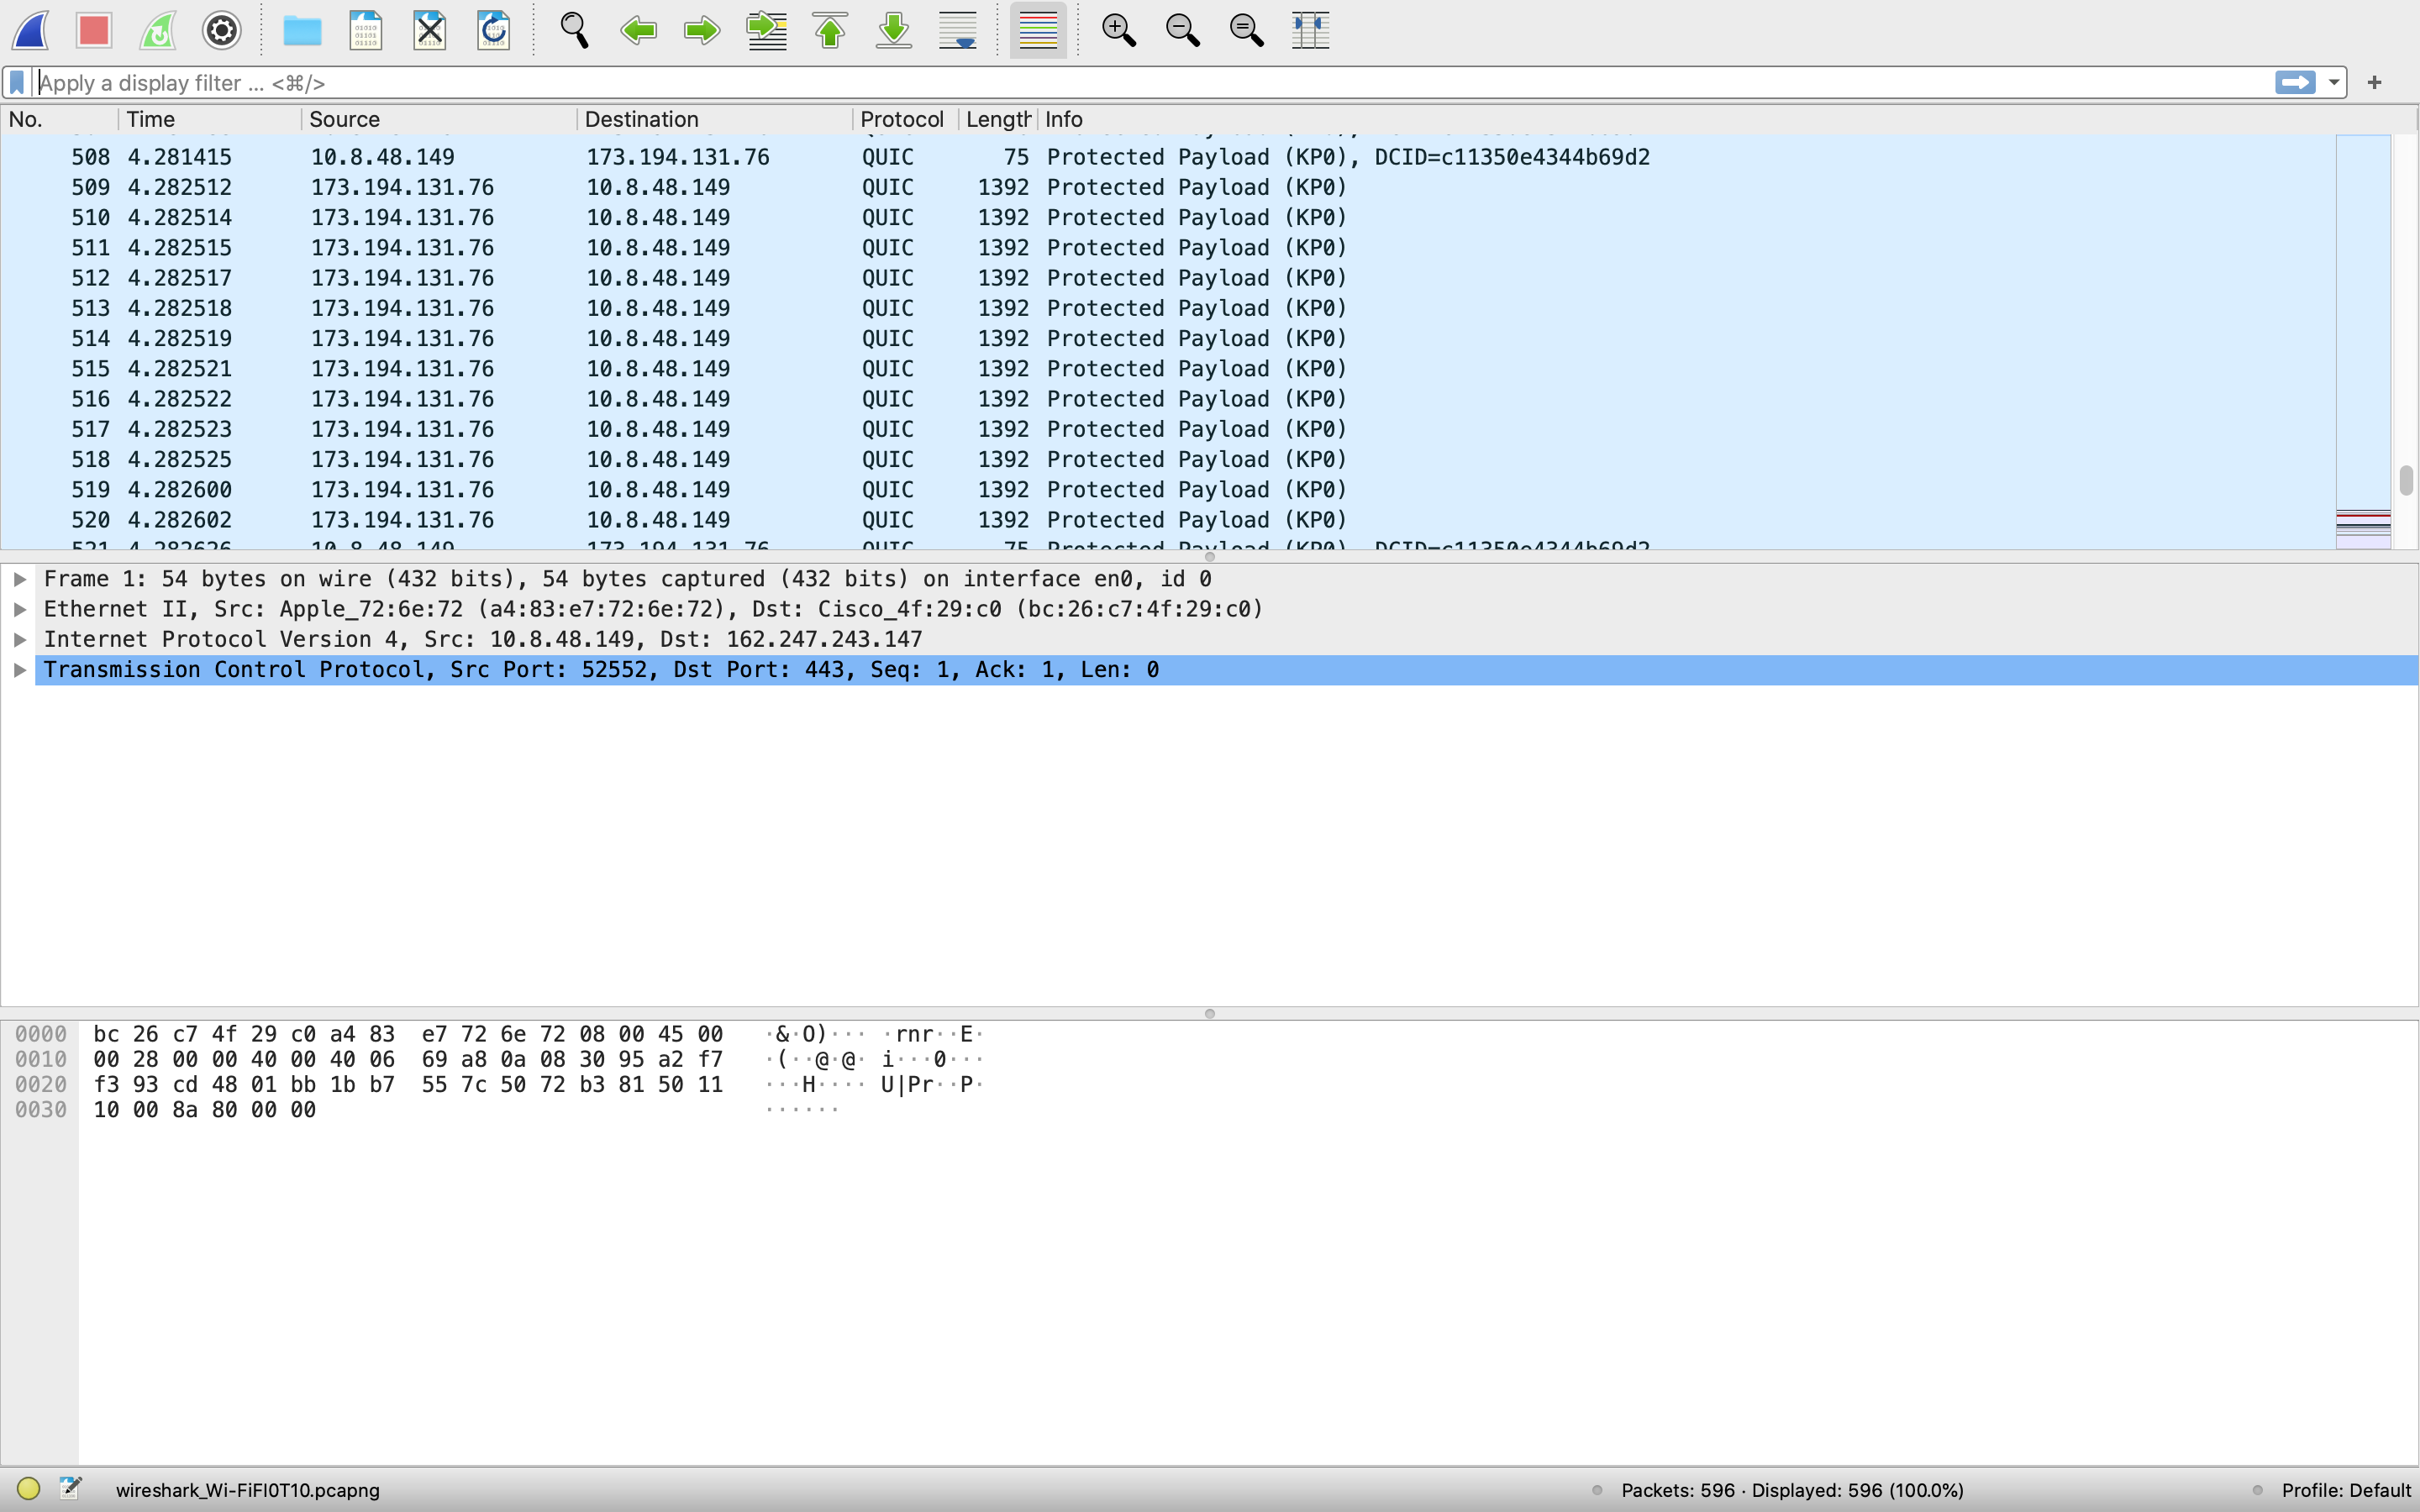 Apply a display filter ... <⌘/>
No. Time Source Destination Protocol Length Info
508 4.281415 10.8.48.149 173.194.131.76 QUIC 75 Protected Payload (KP0), DCID=c11350e4344b69d2
509 4.282512 173.194.131.76 10.8.48.149 QUIC 1392 Protected Payload (KP0)
510 4.282514 173.194.131.76 10.8.48.149 QUIC 1392 Protected Payload (KP0)
511 4.282515 173.194.131.76 10.8.48.149 QUIC 1392 Protected Payload (KP0)
512 4.282517 173.194.131.76 10.8.48.149 QUIC 1392 Protected Payload (KP0)
513 4.282518 173.194.131.76 10.8.48.149 QUIC 1392 Protected Payload (KP0)
514 4.282519 173.194.131.76 10.8.48.149 QUIC 1392 Protected Payload (KP0)
515 4.282521 173.194.131.76 10.8.48.149 QUIC 1392 Protected Payload (KP0)
516 4.282522 173.194.131.76 10.8.48.149 QUIC 1392 Protected Payload (KP0)
517 4.282523 173.194.131.76 10.8.48.149 QUIC 1392 Protected Payload (KP0)
518 4.282525 173.194.131.76 10.8.48.149 QUIC 1392 Protected Payload (KP0)
519 4.282600 173.194.131.76 10.8.48.149 QUIC 1392 Protected Payload (KP0)
520 4.282602 173.194.131.76 10.8.48.149 QUIC 1392 Protected Payload (KP0)
521 4.282626 10.8.48.149 173.194.131.76 QUIC 75 Protected Payload (KP0), DCID=c11350e4344b69d2
Frame 1: 54 bytes on wire (432 bits), 54 bytes captured (432 bits) on interface en0, id 0
Ethernet II, Src: Apple_72:6e:72 (a4:83:e7:72:6e:72), Dst: Cisco_4f:29:c0 (bc:26:c7:4f:29:c0)
Internet Protocol Version 4, Src: 10.8.48.149, Dst: 162.247.243.147
Transmission Control Protocol, Src Port: 52552, Dst Port: 443, Seq: 1, Ack: 1, Len: 0
0000 bc 26 c7 4f 29 c0 a4 83 e7 72 6e 72 08 00 45 00 ·&·O)··· ·rnr··E·
0010 00 28 00 00 40 00 40 06 69 a8 0a 08 30 95 a2 f7 ·(··@·@· i···0···
0020 f3 93 cd 48 01 bb 1b b7 55 7c 50 72 b3 81 50 11 ···H···· U|Pr··P·
0030 10 00 8a 80 00 00 ······
wireshark_Wi-FiFI0T10.pcapng Packets: 596 · Displayed: 596 (100.0%) Profile: Default